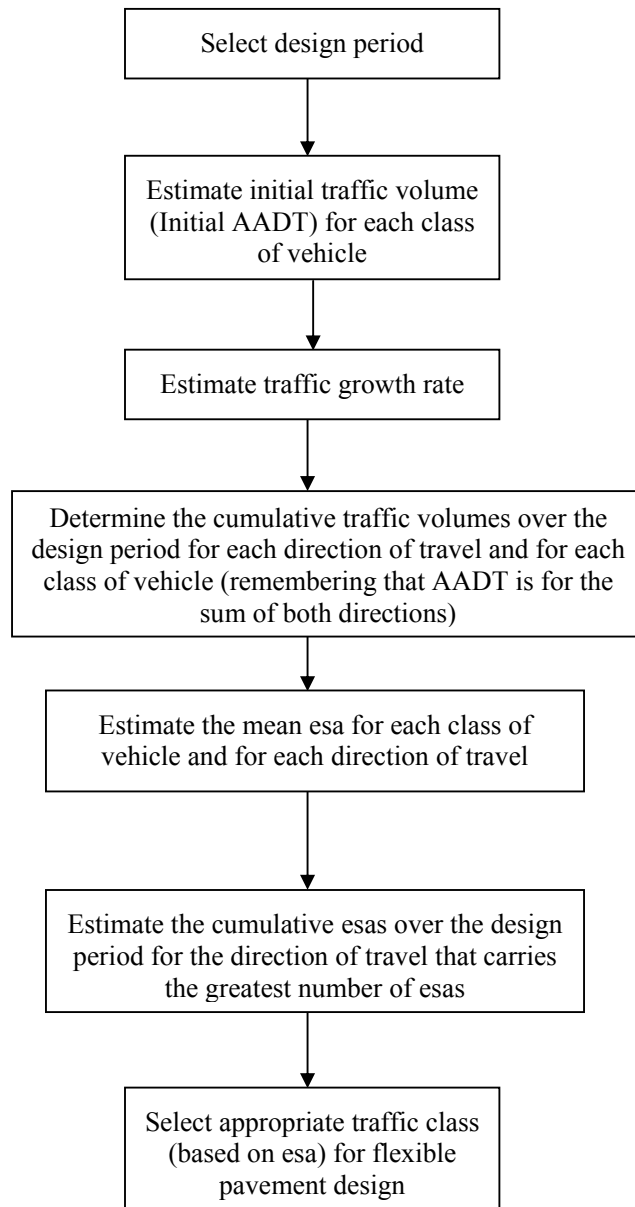 Select design period
Estimate initial traffic volume
(Initial AADT) for each class
of vehicle
Estimate traffic growth rate
Determine the cumulative traffic volumes over the
design period for each direction of travel and for each
class of vehicle (remembering that AADT is for the
sum of both directions)
Estimate the mean esa for each class of
vehicle and for each direction of travel
Estimate the cumulative esas over the design
period for the direction of travel that carries
the greatest number of esas
Select appropriate traffic class
(based on esa) for flexible
pavement design